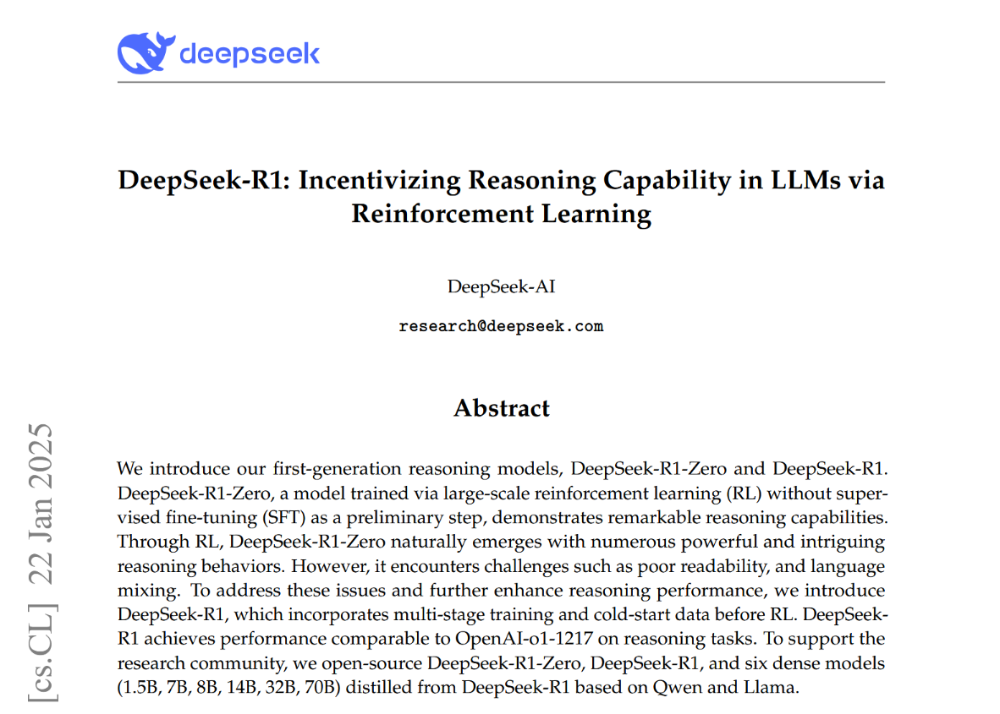 deepseek
DeepSeek-R1: Incentivizing Reasoning Capability in LLMs via
Reinforcement Learning
DeepSeek-AI
research@deepseek.com
Abstract
We introduce our first-generation reasoning models, DeepSeek-R1-Zero and DeepSeek-R1.
DeepSeek-R1-Zero, a model trained via large-scale reinforcement learning (RL) without super-
vised fine-tuning (SFT) as a preliminary step, demonstrates remarkable reasoning capabilities.
Through RL, DeepSeek-R1-Zero naturally emerges with numerous powerful and intriguing
reasoning behaviors. However, it encounters challenges such as poor readability, and language
mixing. To address these issues and further enhance reasoning performance, we introduce
DeepSeek-R1, which incorporates multi-stage training and cold-start data before RL. DeepSeek-
R1 achieves performance comparable to OpenAI-o1-1217 on reasoning tasks. To support the
research community, we open-source DeepSeek-R1-Zero, DeepSeek-R1, and six dense models
(1.5B, 7B, 8B, 14B, 32B, 70B) distilled from DeepSeek-R1 based on Qwen and Llama.
[cs.CL] 22 Jan 2025